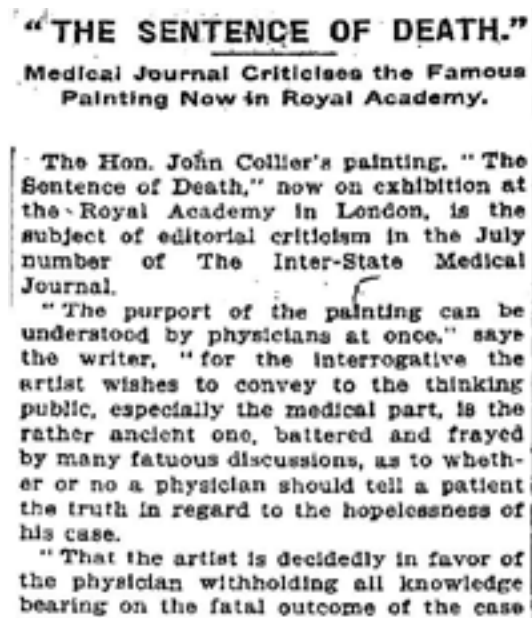 "THE SENTENCE OF DEATH."
Medical Journal Criticises the Famous
Painting Now in Royal Academy.
The Hon. John Collier's painting, "The
Sentence of Death," now on exhibition at
the Royal Academy in London, is the
subject of editorial criticism in the July
number of The Inter-State Medical
Journal.
"The purport of the painting can be
understood by physicians at once," says
the writer, "for the interrogative the
artist wishes to convey to the thinking
public, especially the medical part, is the
rather ancient one, battered and frayed
by many fatuous discussions, as to wheth-
er or no a physician should tell a patient
the truth in regard to the hopelessness of
his case.
"That the artist is decidedly in favor of
the physician withholding all knowledge
bearing on the fatal outcome of the case